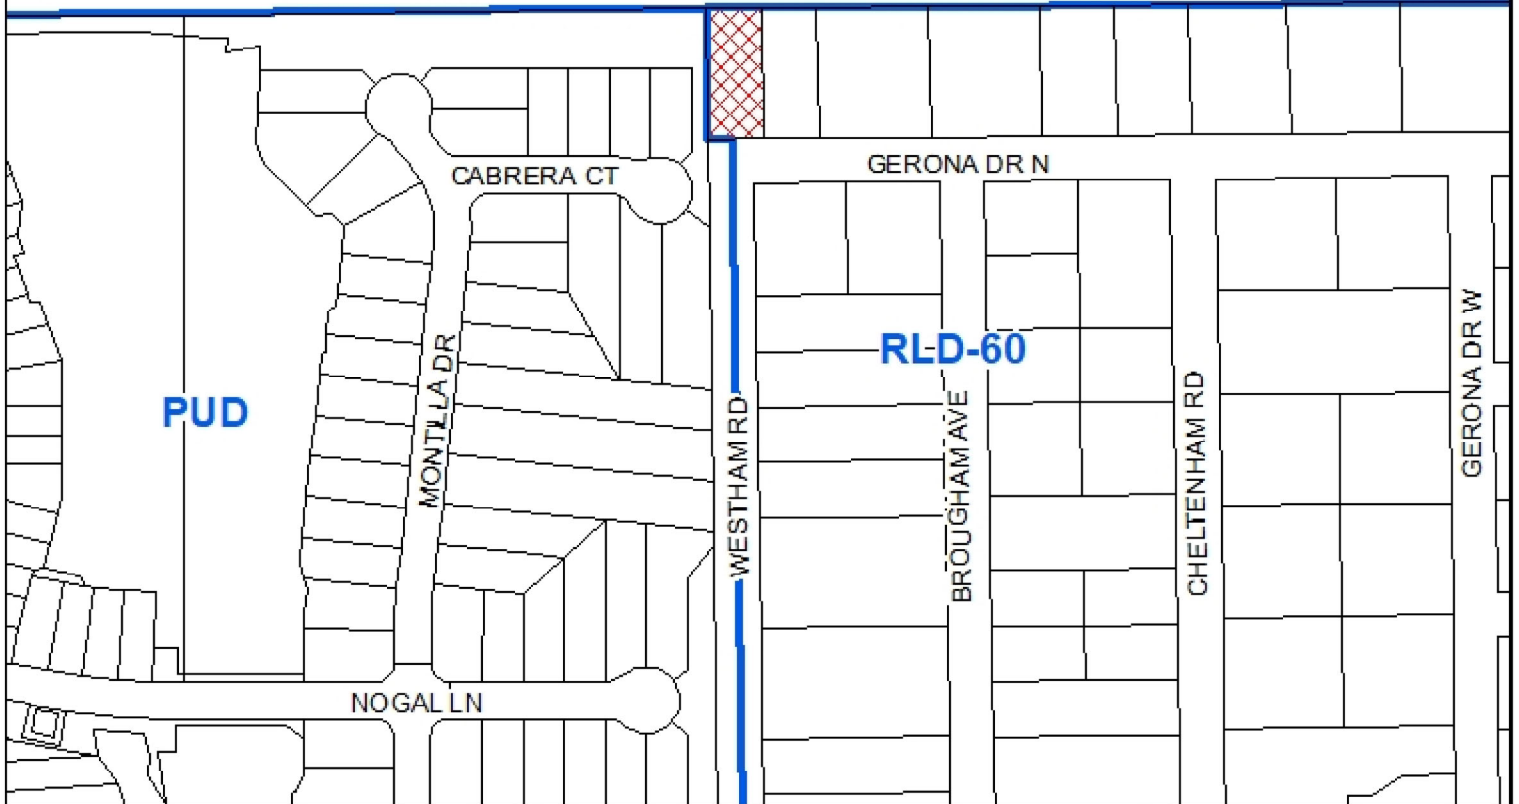 GERONA DR N
CABRERA CT
RLD-60
PUD
MONTILLA DR
WESTHAM RD
BROUGHAM AVE
CHELTENHAM RD
GERONA DR W
NOGAL LN